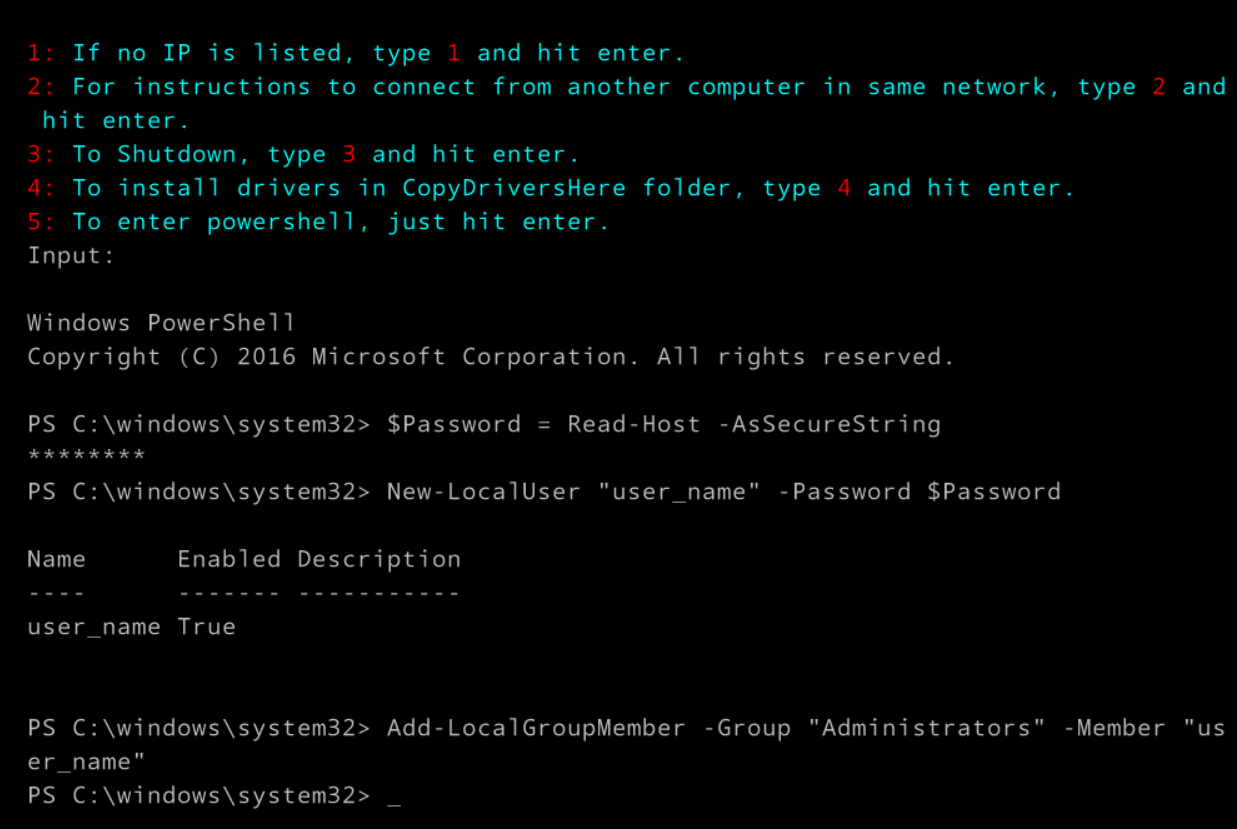 1: If no IP is listed, type 1 and hit enter.
2: For instructions to connect from another computer in same network, type 2 and
 hit enter.
3: To Shutdown, type 3 and hit enter.
4: To install drivers in CopyDriversHere folder, type 4 and hit enter.
5: To enter powershell, just hit enter.
Input:
Windows PowerShell
Copyright (C) 2016 Microsoft Corporation. All rights reserved.
PS C:\windows\system32> $Password = Read-Host -AsSecureString
********
PS C:\windows\system32> New-LocalUser "user_name" -Password $Password
Name      Enabled Description
----      ------- -----------
user_name True
PS C:\windows\system32> Add-LocalGroupMember -Group "Administrators" -Member "us
er_name"
PS C:\windows\system32> _